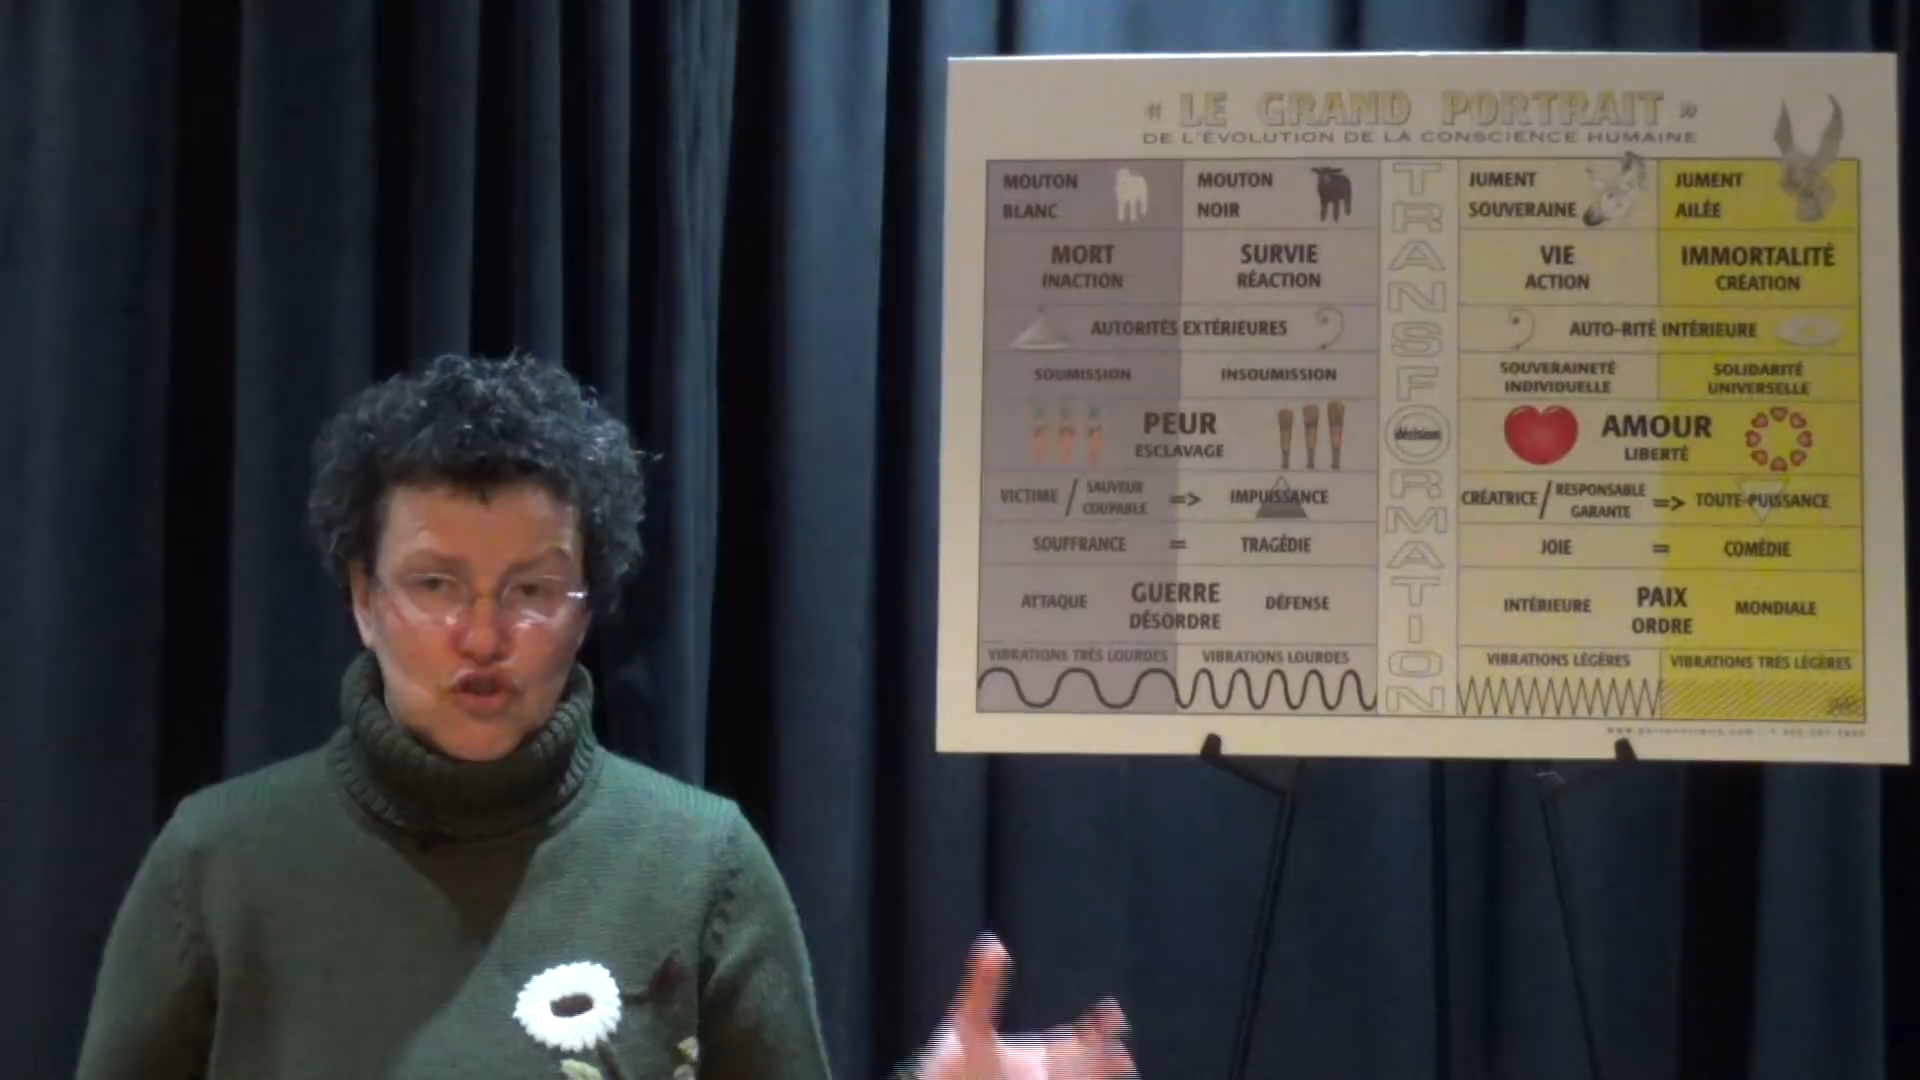 « LE GRAND PORTRAIT »
DE L'ÉVOLUTION DE LA CONSCIENCE HUMAINE
MOUTON
BLANC
MOUTON
NOIR
JUMENT
SOUVERAINE
JUMENT
AILÉE
MORT
INACTION
SURVIE
RÉACTION
VIE
ACTION
IMMORTALITÉ
CRÉATION
AUTORITÉS EXTÉRIEURES
AUTO-RITÉ INTÉRIEURE
SOUMISSION
INSOUMISSION
SOUVERAINETÉ
INDIVIDUELLE
SOLIDARITÉ
UNIVERSELLE
PEUR
ESCLAVAGE
AMOUR
LIBERTÉ
VICTIME / SAUVEUR
COUPABLE
=> IMPUISSANCE
CRÉATRICE / RESPONSABLE
GARANTE
=> TOUTE-PUISSANCE
SOUFFRANCE = TRAGÉDIE
JOIE = COMÉDIE
ATTAQUE
GUERRE
DÉSORDRE
DÉFENSE
INTÉRIEURE
PAIX
ORDRE
MONDIALE
VIBRATIONS TRÈS LOURDES
VIBRATIONS LOURDES
VIBRATIONS LÉGÈRES
VIBRATIONS TRÈS LÉGÈRES
TRANSFORMATION
décision